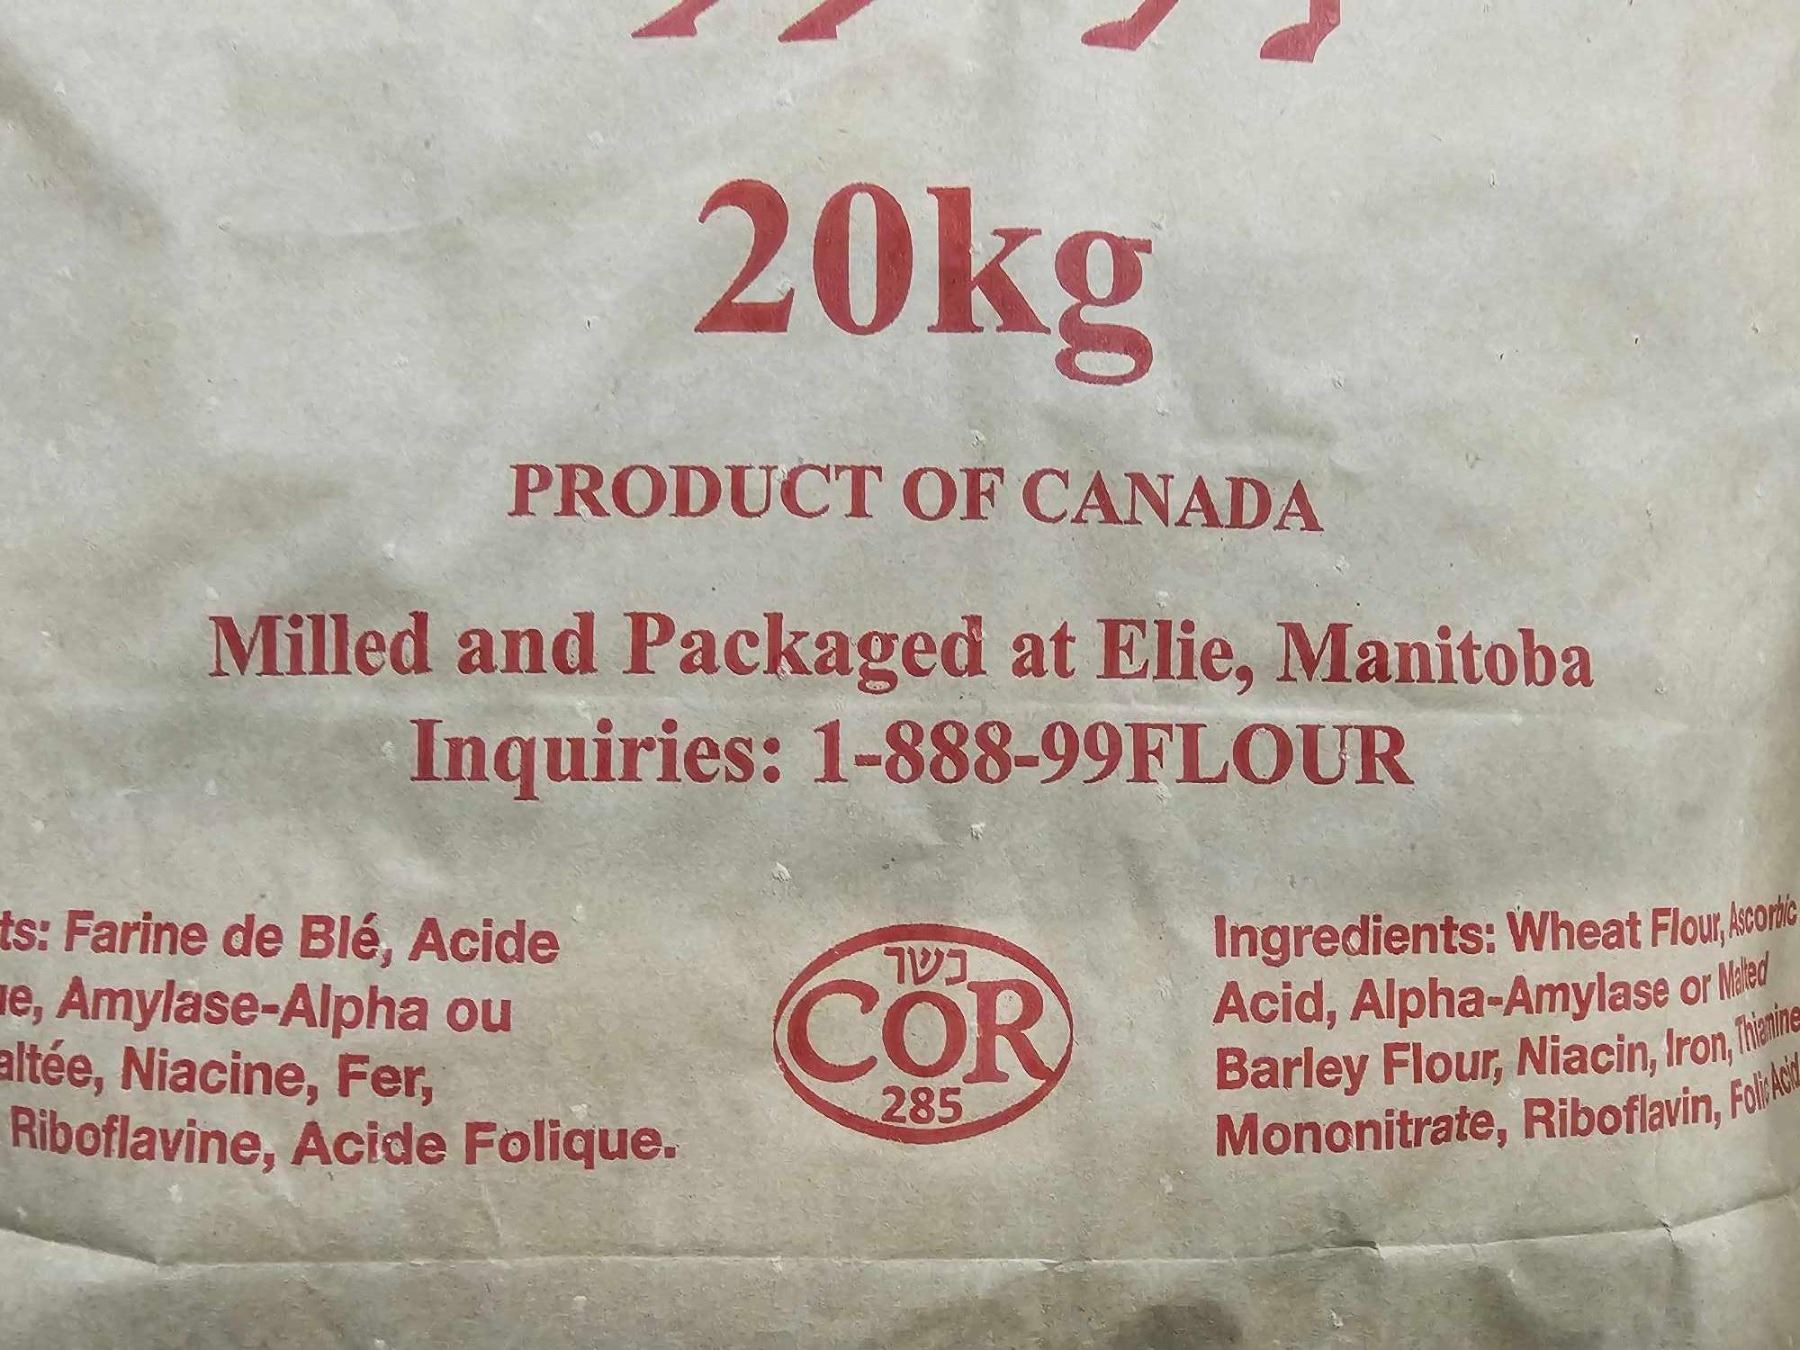 20kg
PRODUCT OF CANADA
Milled and Packaged at Elie, Manitoba
Inquiries: 1-888-99FLOUR
ts: Farine de Blé, Acide
ue, Amylase-Alpha ou
altée, Niacine, Fer,
Riboflavine, Acide Folique.
כשר
COR
285
Ingredients: Wheat Flour, Ascorbic
Acid, Alpha-Amylase or Malted
Barley Flour, Niacin, Iron, Thiamine
Mononitrate, Riboflavin, Folic Acid